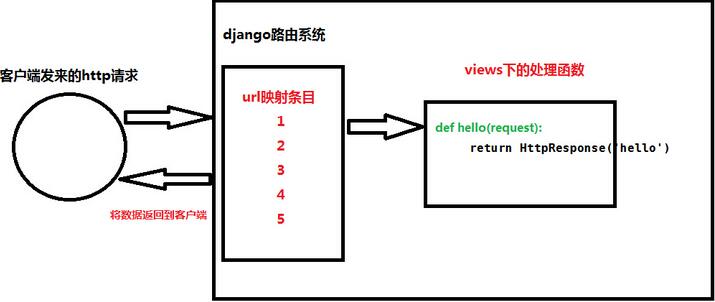 django路由系统
客户端发来的http请求
url映射条目
1
2
3
4
5
将数据返回到客户端
views下的处理函数
def hello(request):
return HttpResponse('hello')